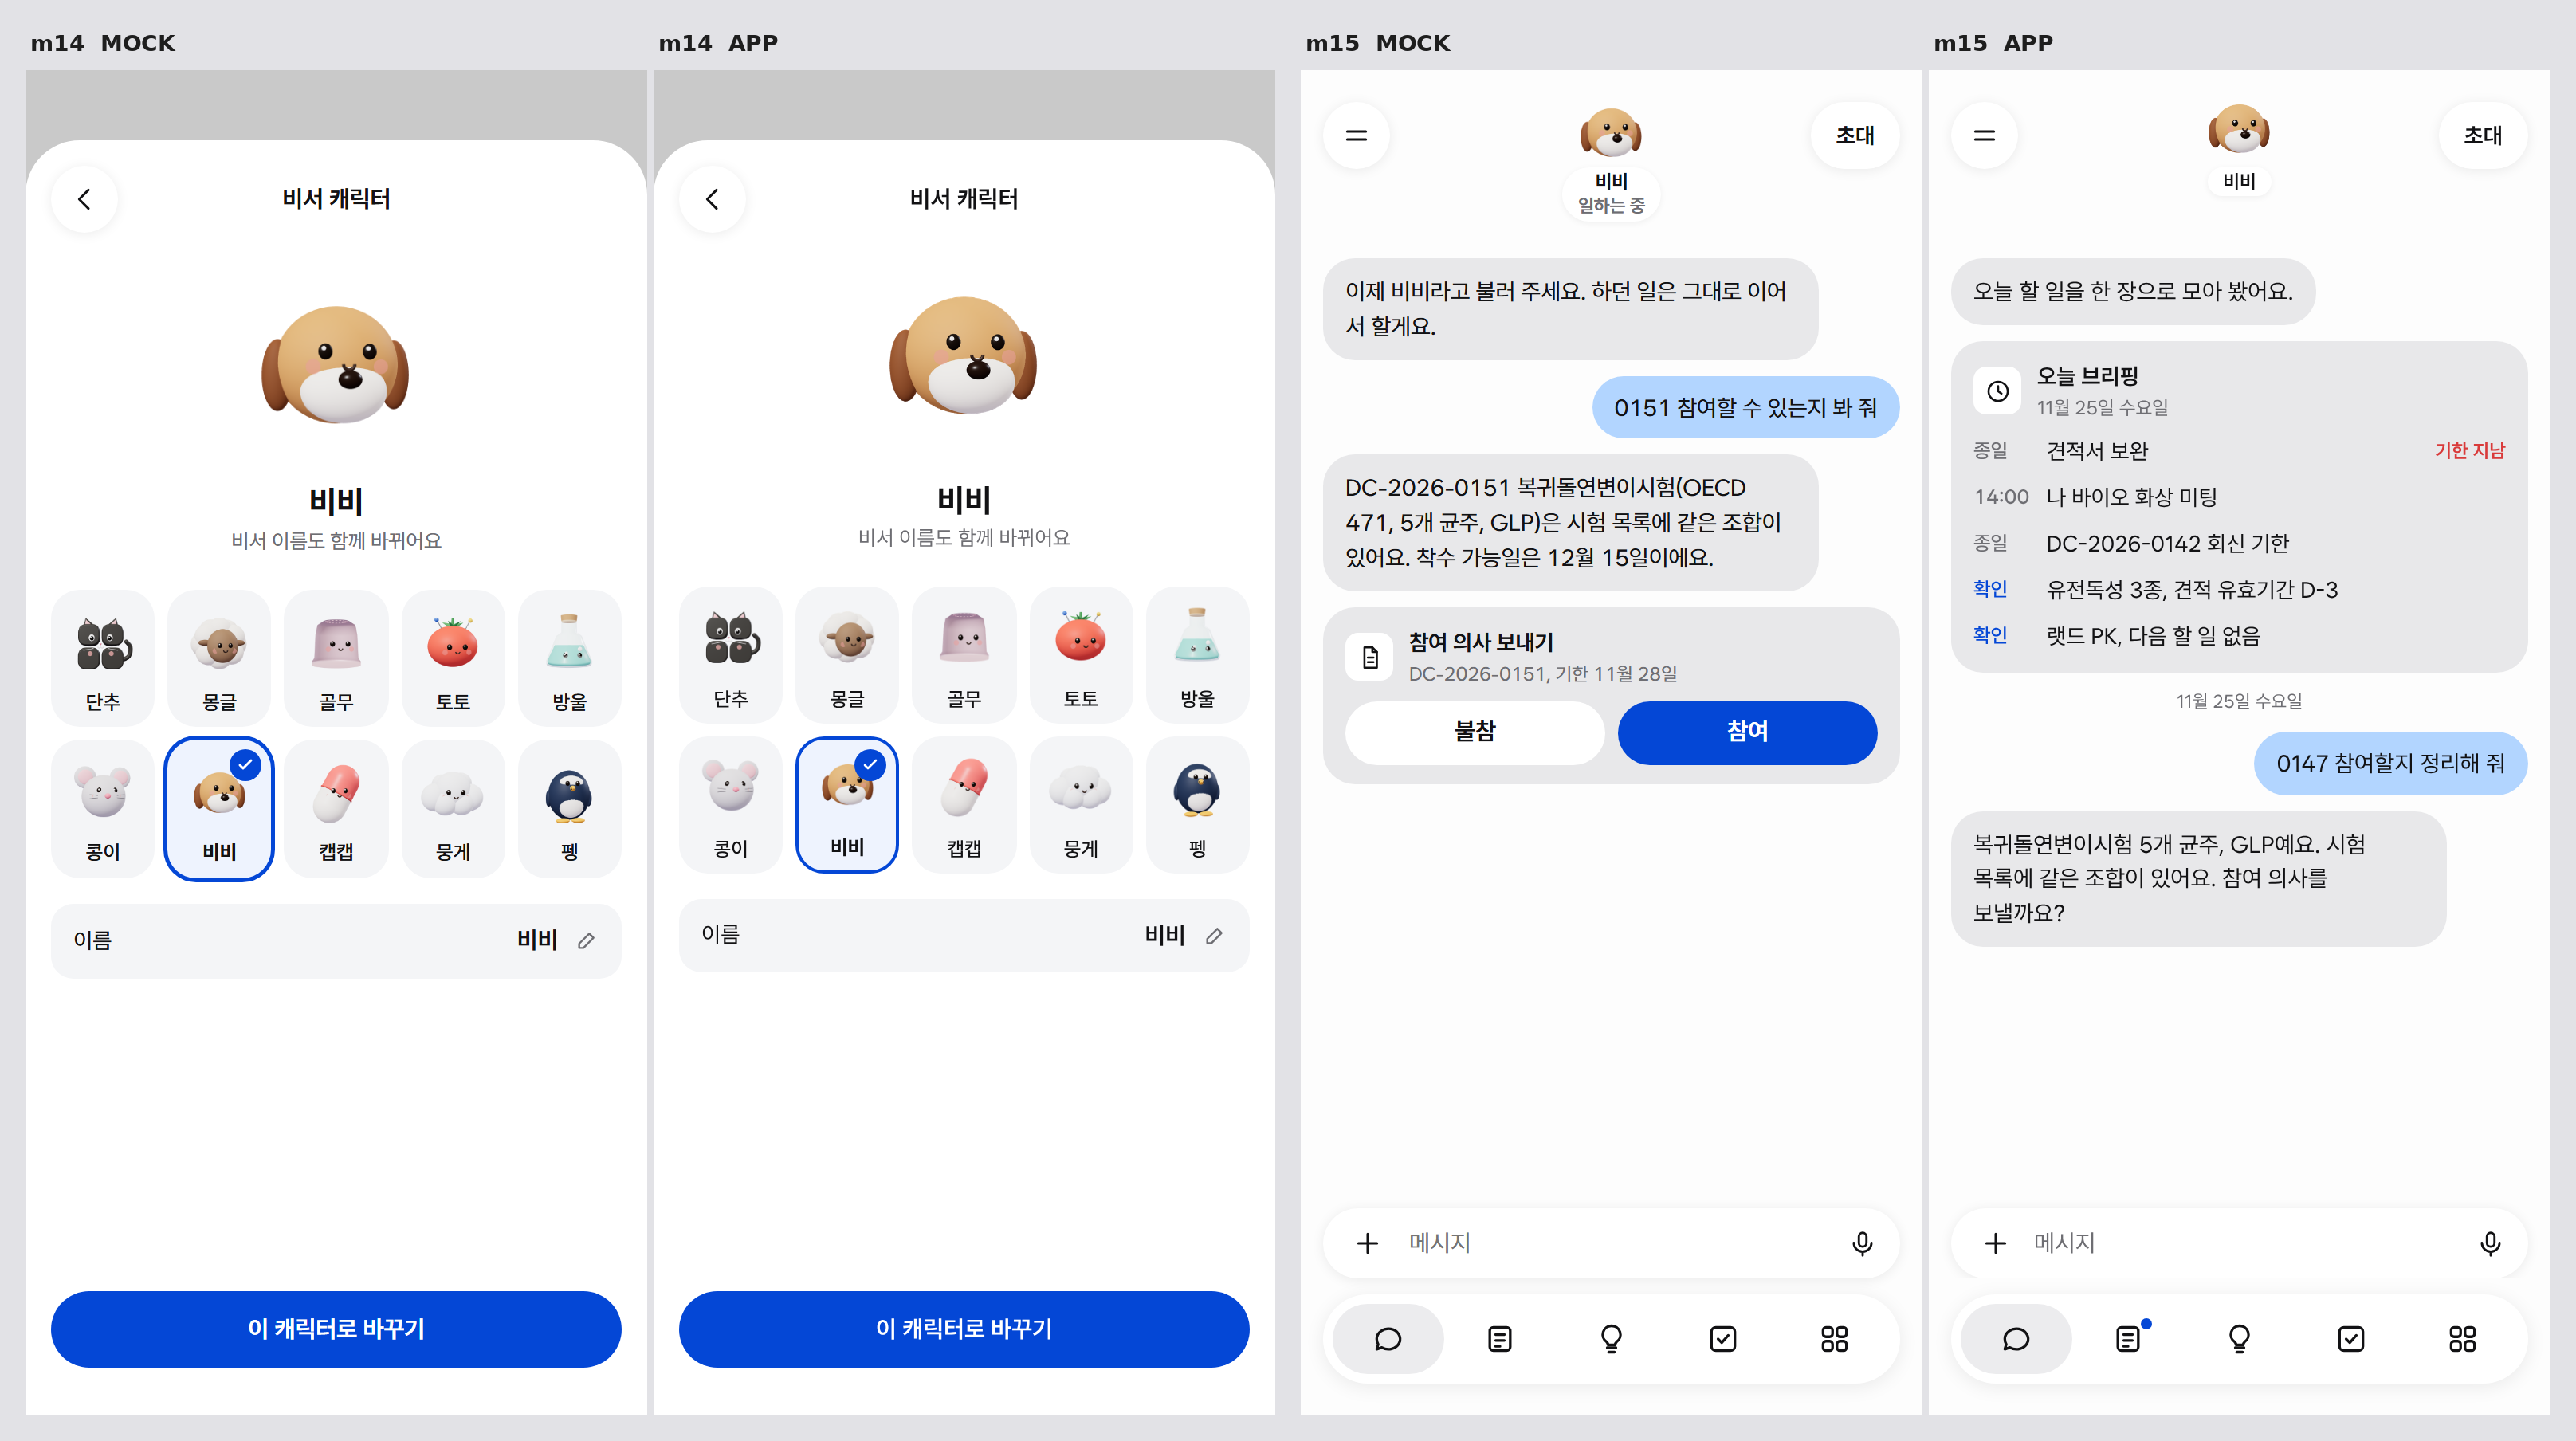 m14 MOCK
비서 캐릭터
비비
비서 이름도 함께 바뀌어요
단추
몽글
골무
토토
방울
콩이
비비
캡캡
뭉게
펭
이름
비비
이 캐릭터로 바꾸기
m14 APP
비서 캐릭터
비비
비서 이름도 함께 바뀌어요
단추
몽글
골무
토토
방울
콩이
비비
캡캡
뭉게
펭
이름
비비
이 캐릭터로 바꾸기
m15 MOCK
초대
비비
일하는 중
이제 비비라고 불러 주세요. 하던 일은 그대로 이어
서 할게요.
0151 참여할 수 있는지 봐 줘
DC-2026-0151 복귀돌연변이시험(OECD
471, 5개 균주, GLP)은 시험 목록에 같은 조합이
있어요. 착수 가능일은 12월 15일이에요.
참여 의사 보내기
DC-2026-0151, 기한 11월 28일
불참
참여
메시지
m15 APP
초대
비비
오늘 할 일을 한 장으로 모아 봤어요.
오늘 브리핑
11월 25일 수요일
종일 견적서 보완 기한 지남
14:00 나 바이오 화상 미팅
종일 DC-2026-0142 회신 기한
확인 유전독성 3종, 견적 유효기간 D-3
확인 랫드 PK, 다음 할 일 없음
11월 25일 수요일
0147 참여할지 정리해 줘
복귀돌연변이시험 5개 균주, GLP예요. 시험
목록에 같은 조합이 있어요. 참여 의사를
보낼까요?
메시지